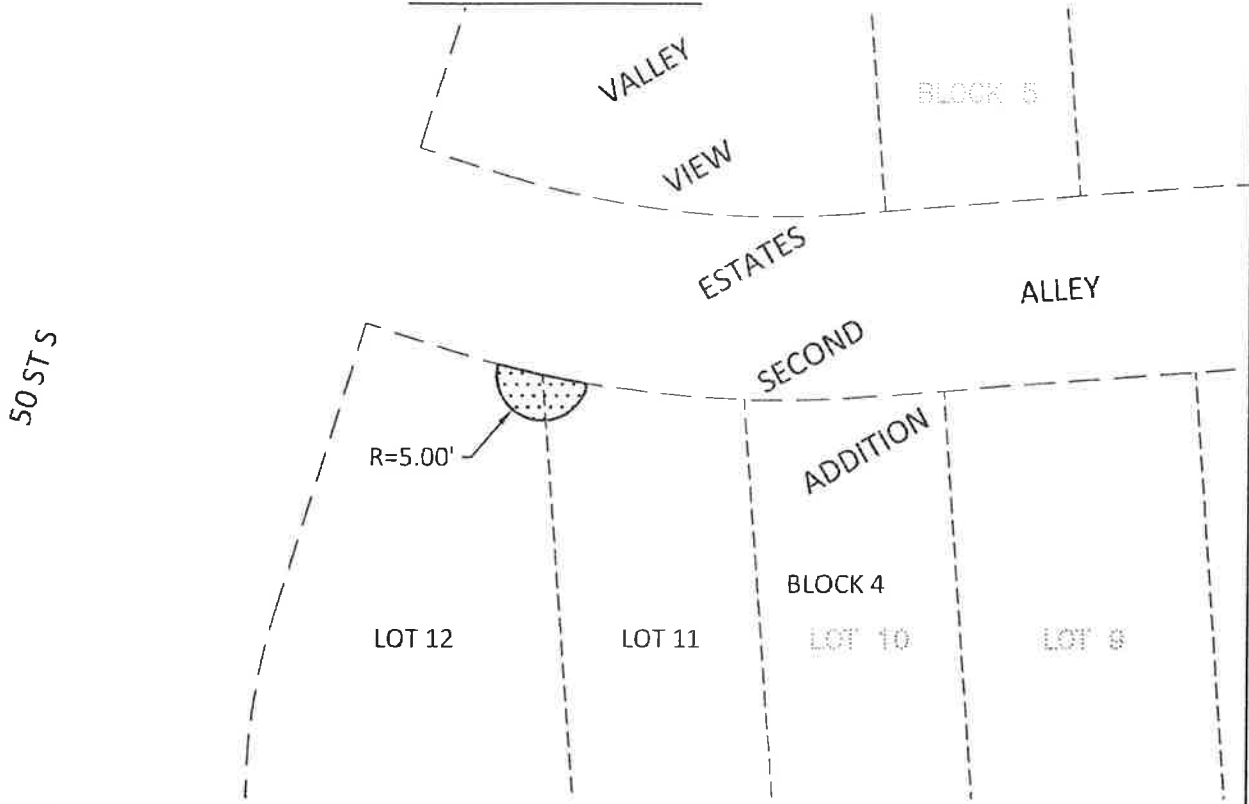 VALLEY
BLOCK 5
VIEW
ESTATES
ALLEY
SECOND
50 ST S
ADDITION
R=5.00'
BLOCK 4
LOT 12
LOT 11
LOT 10
LOT 9